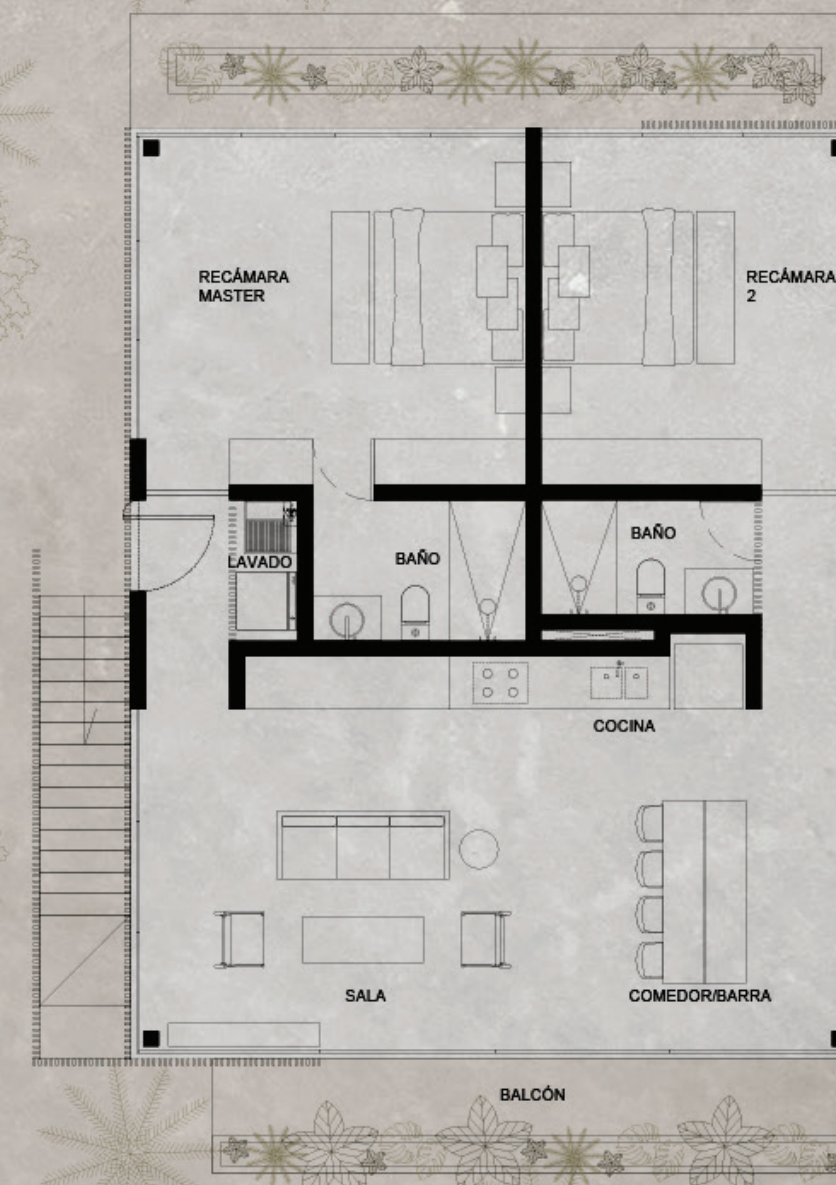 RECÁMARA
MASTER
RECÁMARA
2
LAVADO
BAÑO
BAÑO
COCINA
SALA
COMEDOR/BARRA
BALCÓN